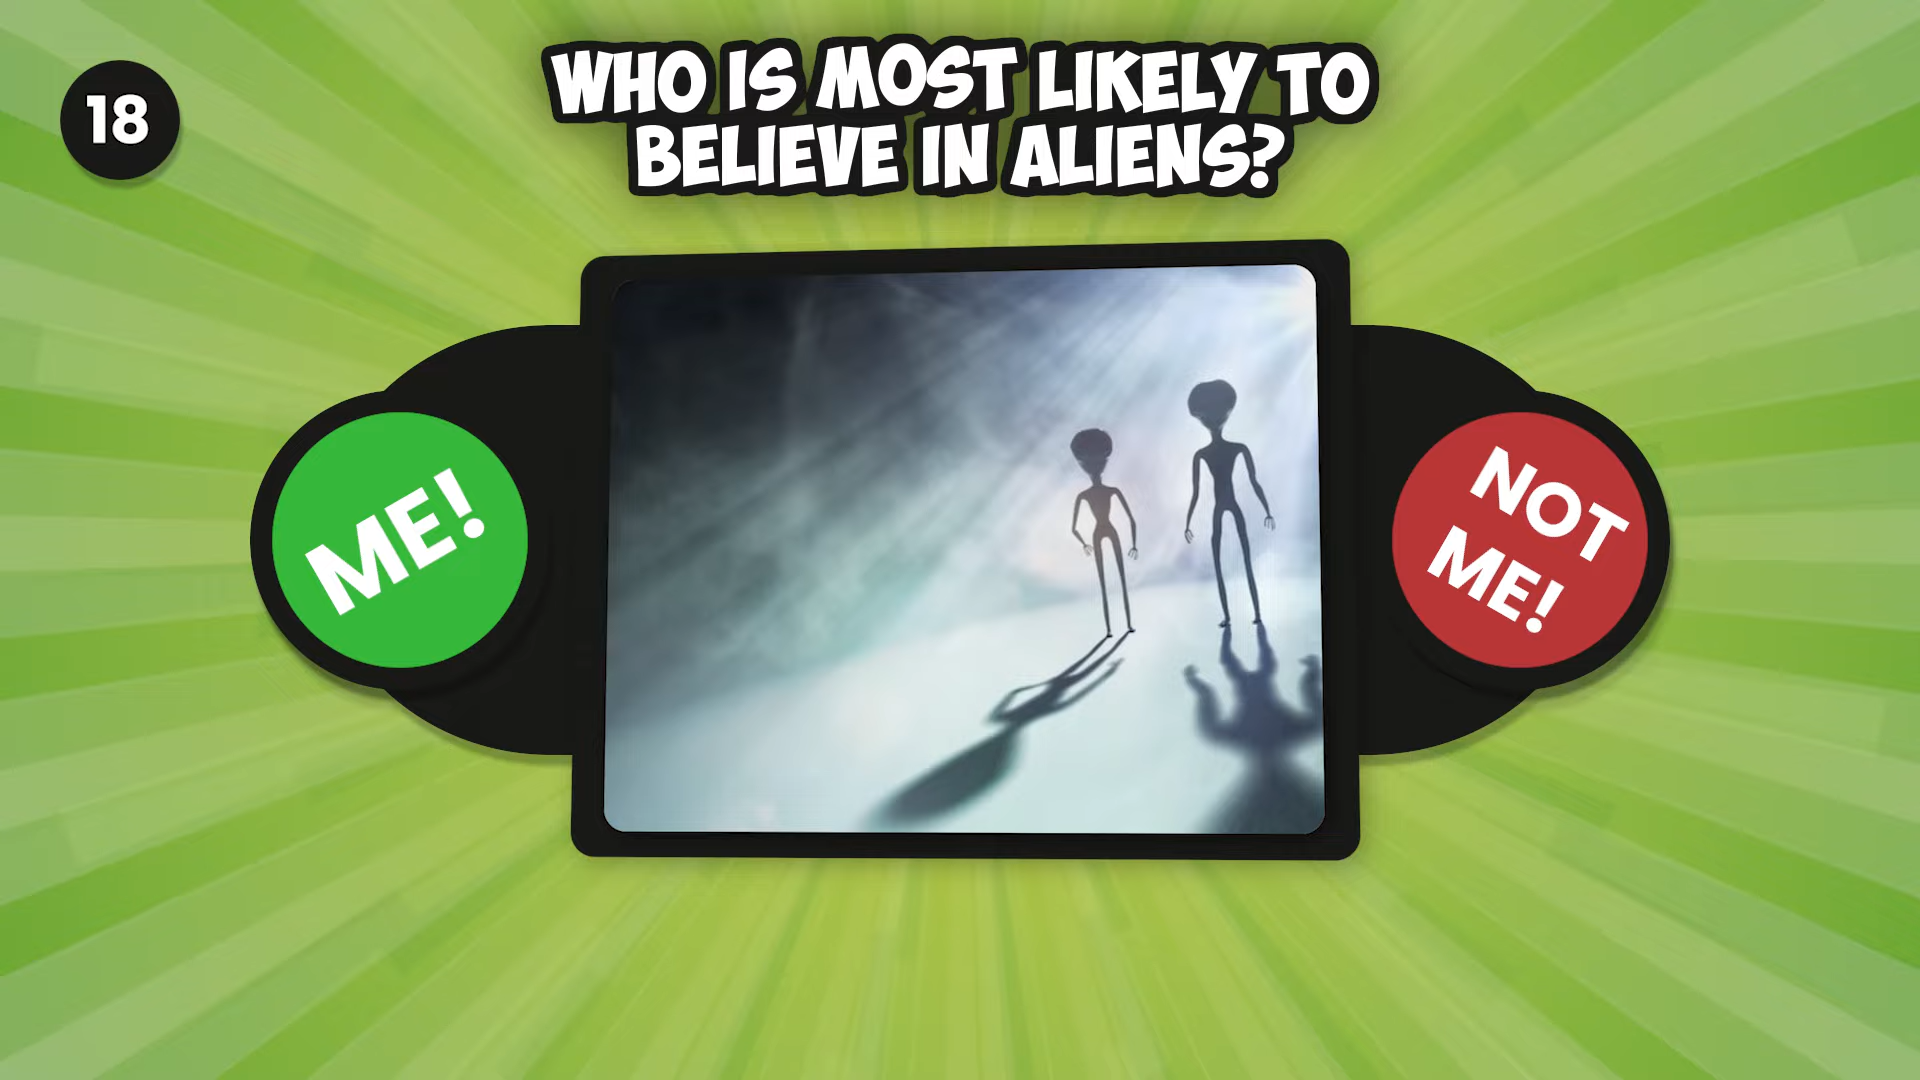 18
WHO IS MOST LIKELY TO
BELIEVE IN ALIENS?
ME!
NOT
ME!